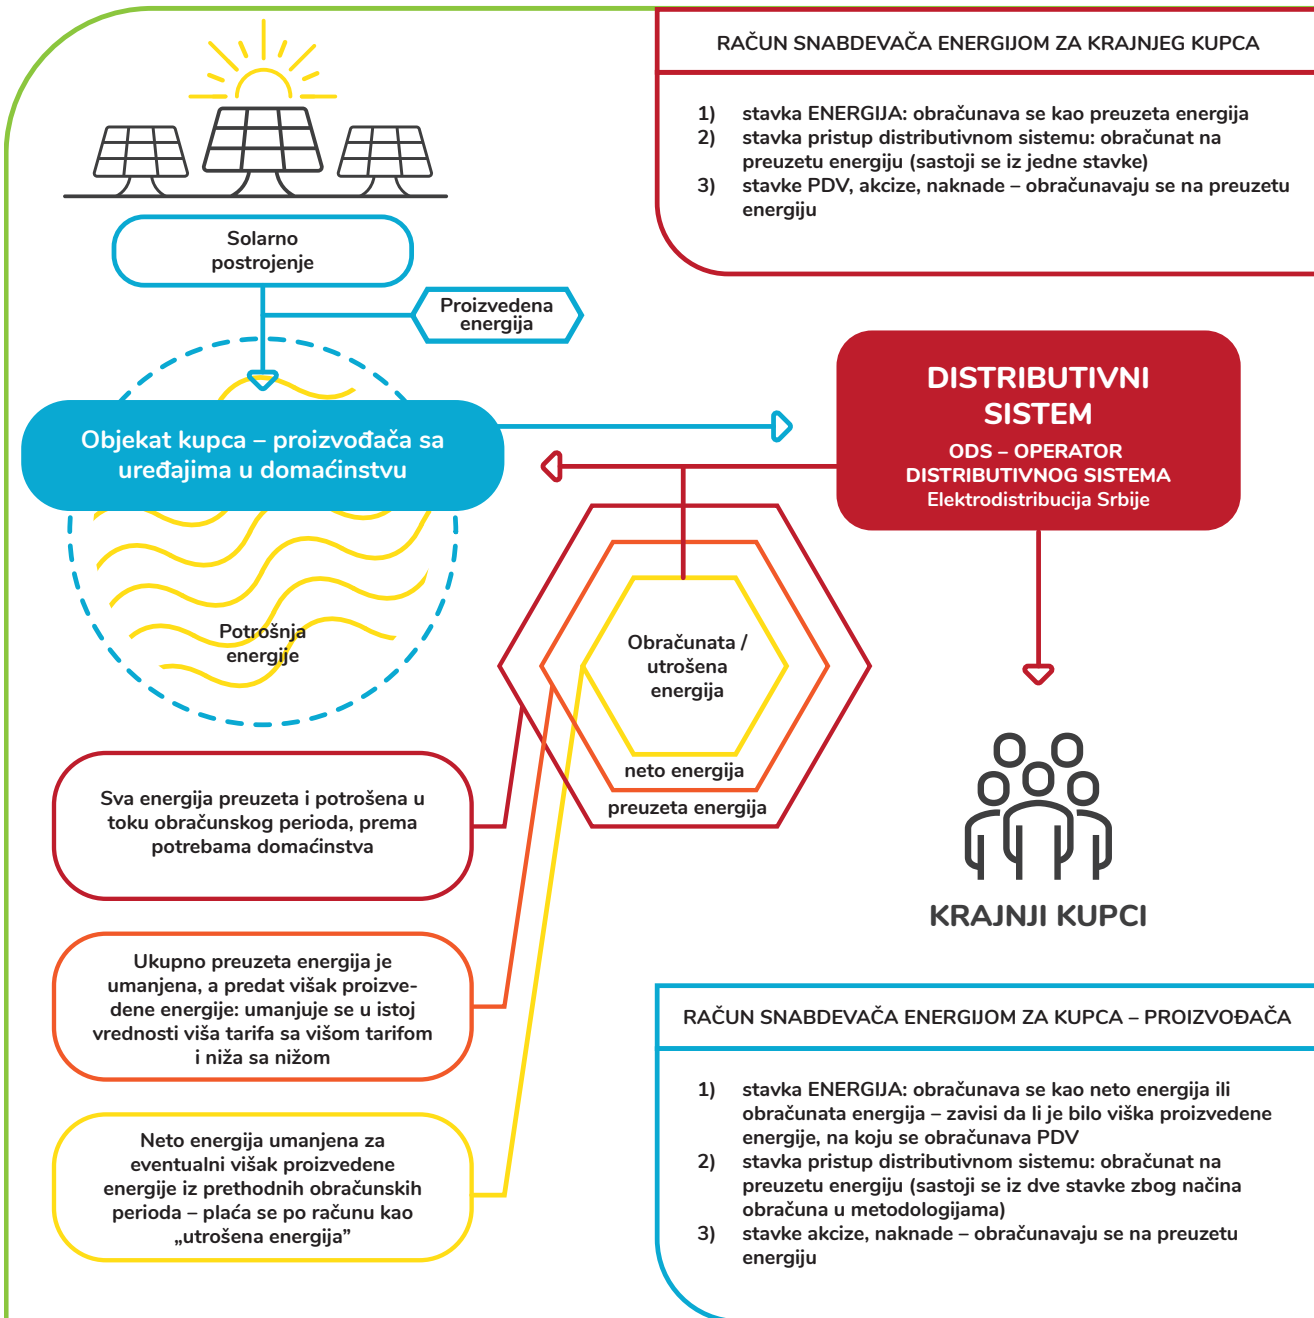 RAČUN SNABDEVAČA ENERGIJOM ZA KRAJNJEG KUPCA
1) stavka ENERGIJA: obračunava se kao preuzeta energija
2) stavka pristup distributivnom sistemu: obračunat na
preuzetu energiju (sastoji se iz jedne stavke)
3) stavke PDV, akcize, naknade – obračunavaju se na preuzetu
energiju
Solarno
postrojenje
Proizvedena
energija
Objekat kupca – proizvođača sa
uređajima u domaćinstvu
DISTRIBUTIVNI
SISTEM
ODS – OPERATOR
DISTRIBUTIVNOG SISTEMA
Elektrodistribucija Srbije
Potrošnja
energije
Obračunata /
utrošena
energija
neto energija
preuzeta energija
Sva energija preuzeta i potrošena u
toku obračunskog perioda, prema
potrebama domaćinstva
KRAJNJI KUPCI
Ukupno preuzeta energija je
umanjena, a predat višak proizve-
dene energije: umanjuje se u istoj
vrednosti viša tarifa sa višom tarifom
i niža sa nižom
Neto energija umanjena za
eventualni višak proizvedene
energije iz prethodnih obračunskih
perioda – plaća se po računu kao
„utrošena energija”
RAČUN SNABDEVAČA ENERGIJOM ZA KUPCA – PROIZVOĐAČA
1) stavka ENERGIJA: obračunava se kao neto energija ili
obračunata energija – zavisi da li je bilo viška proizvedene
energije, na koju se obračunava PDV
2) stavka pristup distributivnom sistemu: obračunat na
preuzetu energiju (sastoji se iz dve stavke zbog načina
obračuna u metodologijama)
3) stavke akcize, naknade – obračunavaju se na preuzetu
energiju